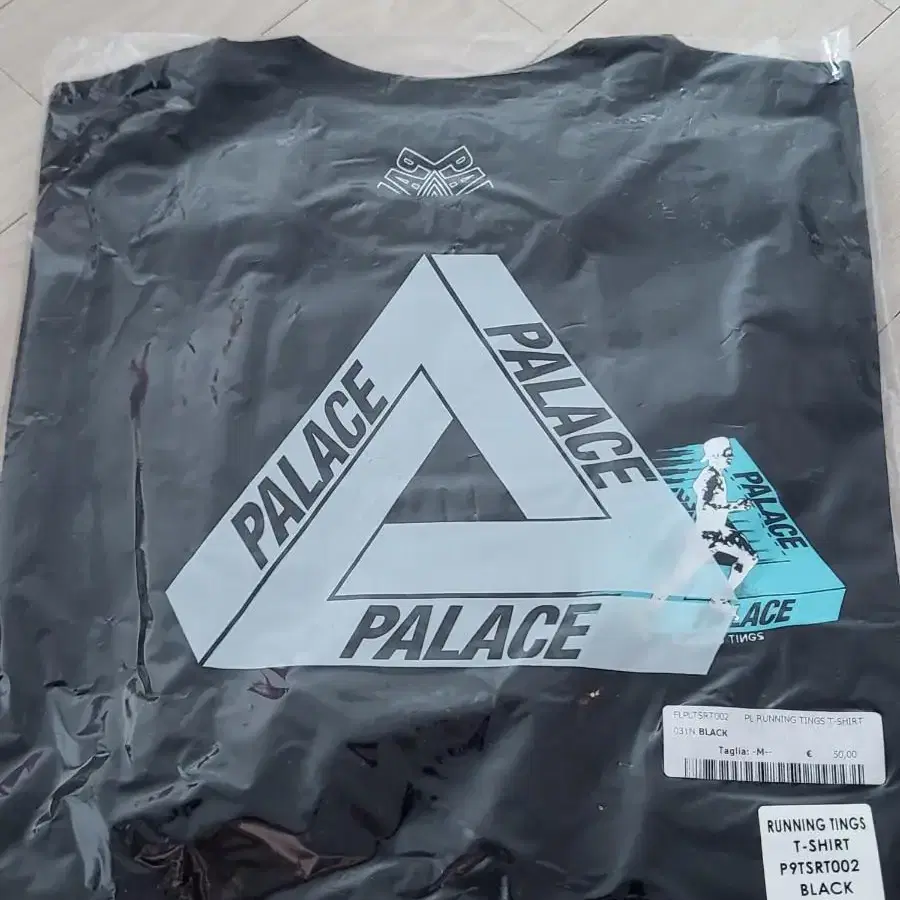 PALACE
PALACE
PALACE
PALACE
PALACE
TINGS
FLPLTSRT002 PL RUNNING TINGS T-SHIRT
031N BLACK
Taglia: -M-- € 50,00
RUNNING TINGS
T-SHIRT
P9TSRT002
BLACK